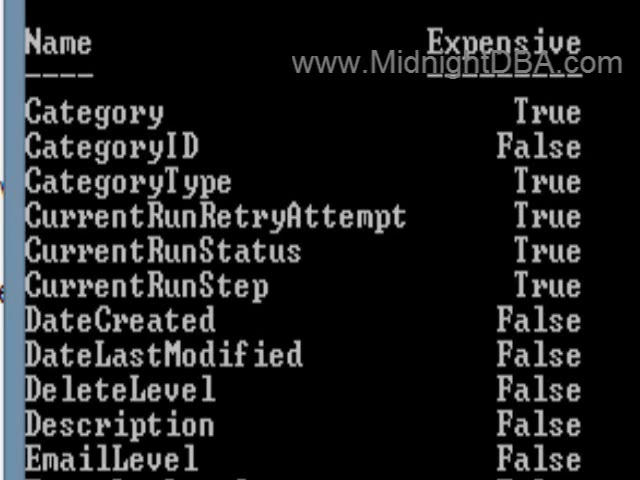 Name Expensive
www.MidnightDBA.com
---- ---------
Category True
CategoryID False
CategoryType True
CurrentRunRetryAttempt True
CurrentRunStatus True
CurrentRunStep True
DateCreated False
DateLastModified False
DeleteLevel False
Description False
EmailLevel False